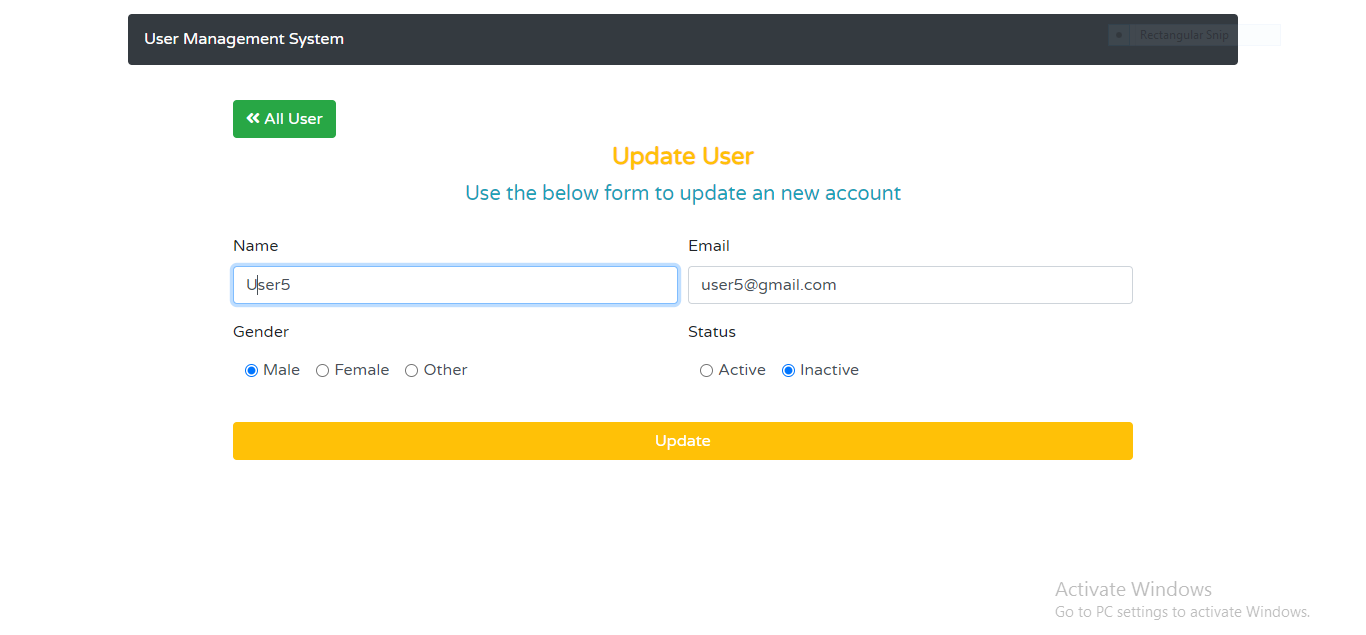 User Management System
Rectangular Snip
All User
Update User
Use the below form to update an new account
Name
Email
User5
user5@gmail.com
Gender
Status
Male Female Other
Active Inactive
Update
Activate Windows
Go to PC settings to activate Windows.